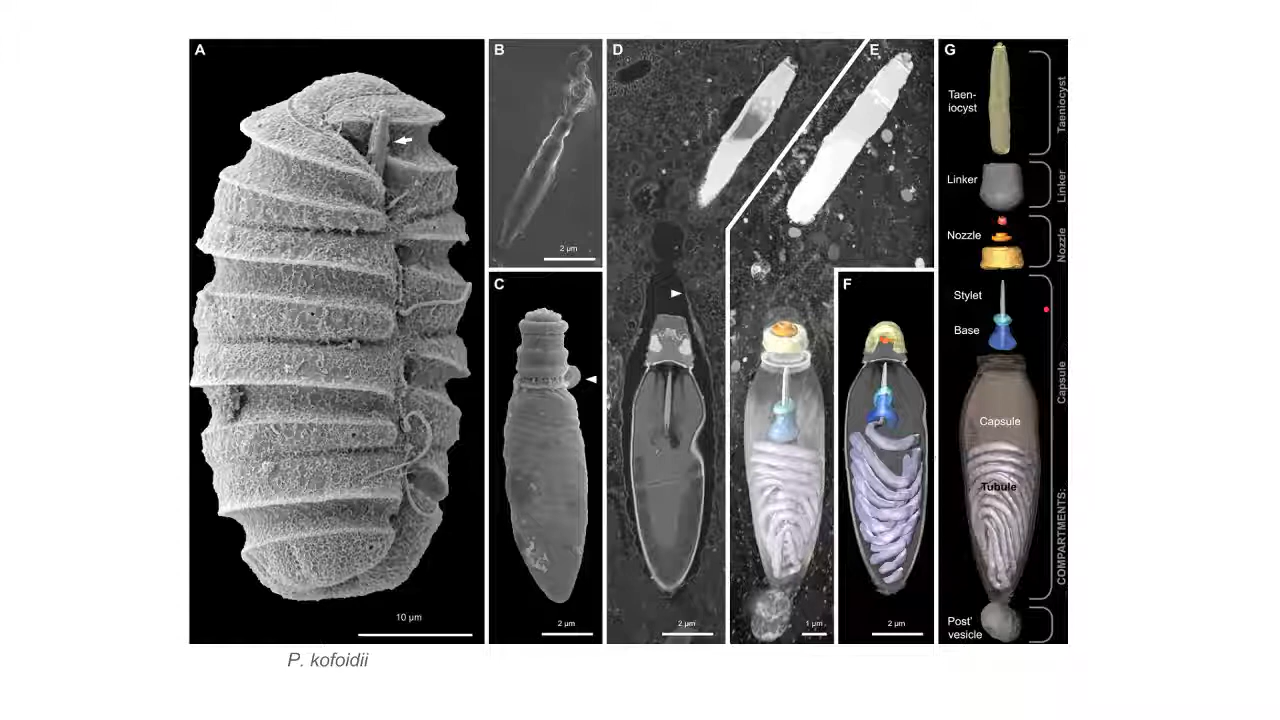 A
B
D
E
G
Taen-
iocyst
Taeniocyst
Linker
Linker
Nozzle
Nozzle
2 µm
C
F
Stylet
Base
Capsule
Capsule
Tubule
COMPARTMENTS:
10 µm
2 µm
2 µm
1 µm
2 µm
Post'
vesicle
P. kofoidii